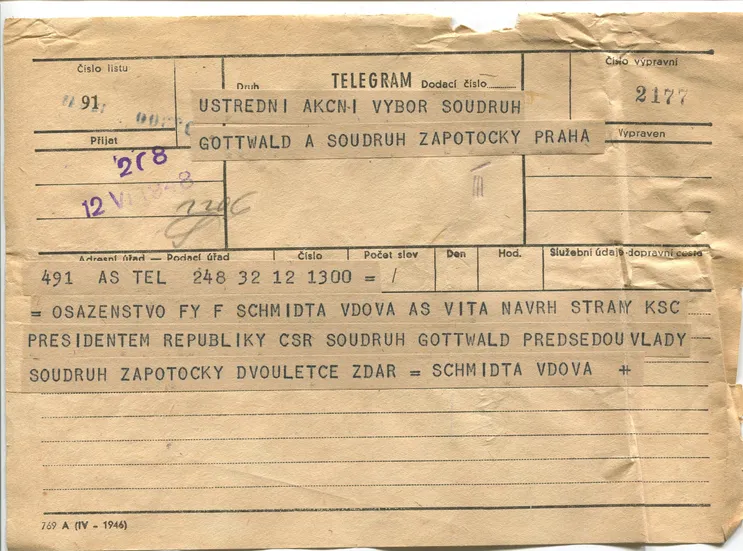 Číslo listu
Druh TELEGRAM Dodací číslo
Číslo výpravní
91
2177
USTREDNI AKCNI VYBOR SOUDRUH
GOTTWALD A SOUDRUH ZAPOTOCKY PRAHA
Přijat
Vypraven
12 VI 1948
2206
Adresní úřad — Podací úřad Číslo Počet slov Den Hod. Služební údaje dopravní cesta
491 AS TEL 248 32 12 1300 = /
= OSAZENSTVO FY F SCHMIDTA VDOVA AS VITA NAVRH STRANY KSC
PRESIDENTEM REPUBLIKY CSR SOUDRUH GOTTWALD PREDSEDOU VLADY
SOUDRUH ZAPOTOCKY DVOULETCE ZDAR = SCHMIDTA VDOVA +
769 A (IV - 1946)